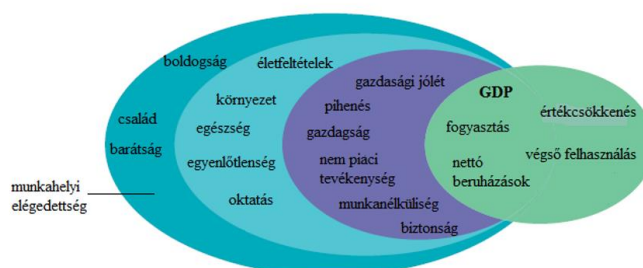 boldogság
család
barátság
munkahelyi
elégedettség
életfeltételek
környezet
egészség
egyenlőtlenség
oktatás
gazdasági jólét
pihenés
gazdagság
nem piaci
tevékenység
munkanélküliség
biztonság
GDP
fogyasztás
nettó
beruházások
értékcsökkenés
végső felhasználás